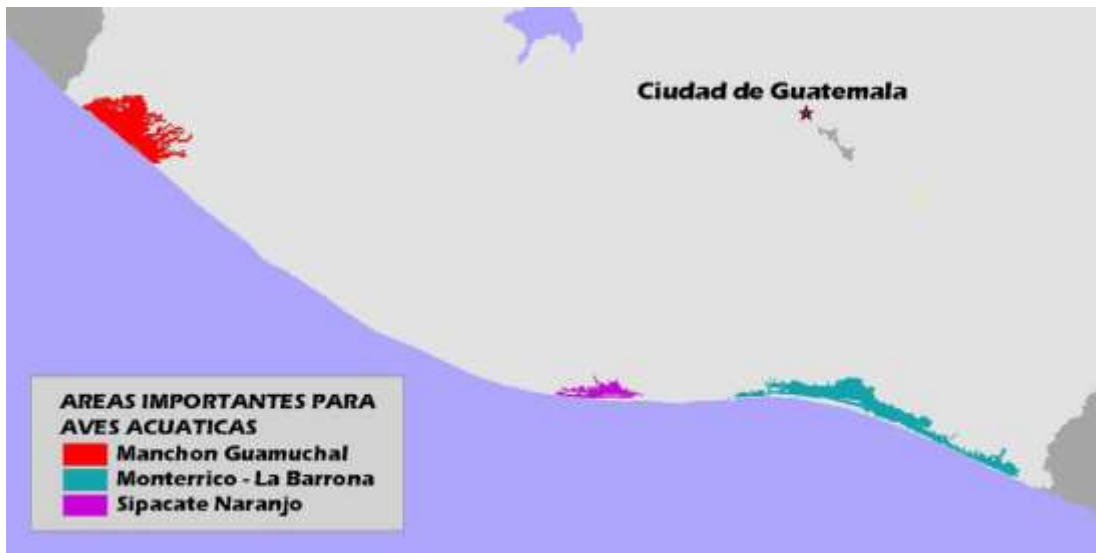 Ciudad de Guatemala
AREAS IMPORTANTES PARA
AVES ACUATICAS
Manchon Guamuchal
Monterrico - La Barrona
Sipacate Naranjo